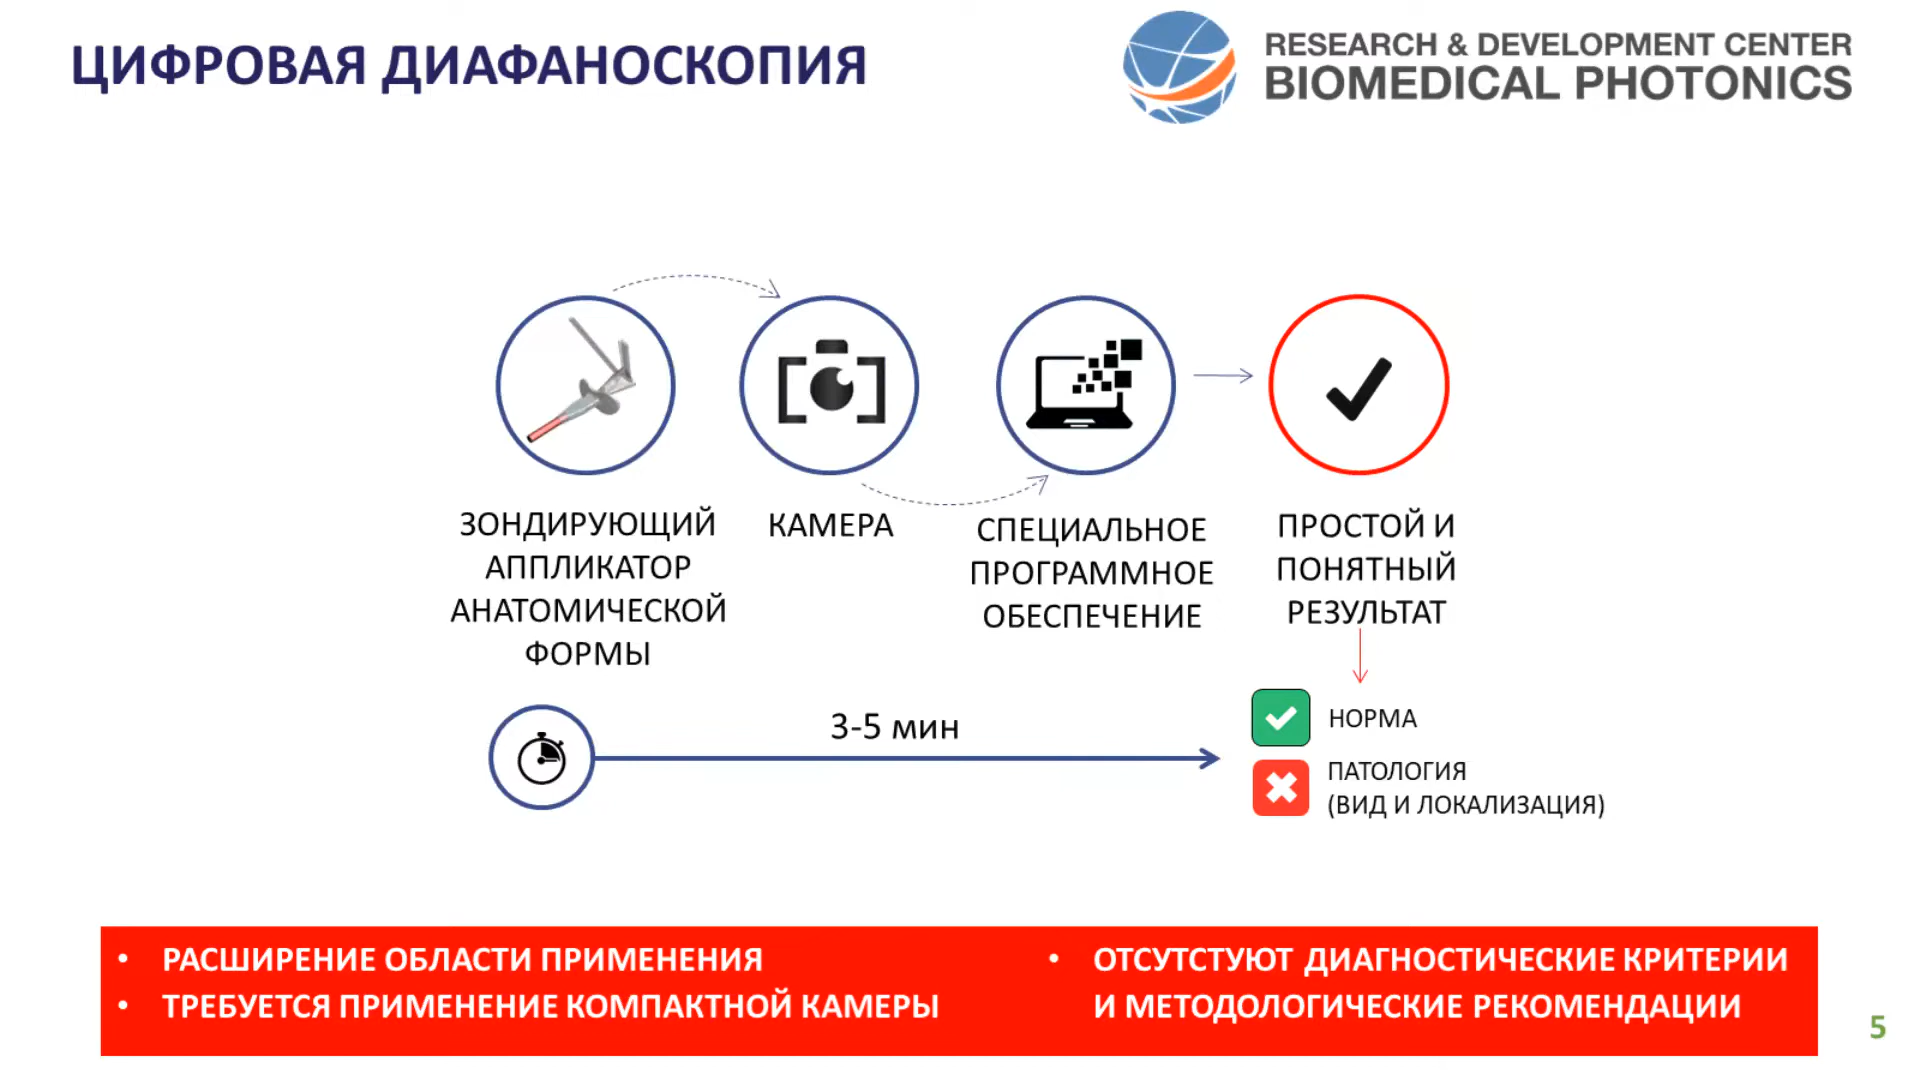 ЦИФРОВАЯ ДИАФАНОСКОПИЯ
RESEARCH & DEVELOPMENT CENTER
BIOMEDICAL PHOTONICS
ЗОНДИРУЮЩИЙ
АППЛИКАТОР
АНАТОМИЧЕСКОЙ
ФОРМЫ
КАМЕРА
СПЕЦИАЛЬНОЕ
ПРОГРАММНОЕ
ОБЕСПЕЧЕНИЕ
ПРОСТОЙ И
ПОНЯТНЫЙ
РЕЗУЛЬТАТ
3-5 мин
НОРМА
ПАТОЛОГИЯ
(ВИД И ЛОКАЛИЗАЦИЯ)
• РАСШИРЕНИЕ ОБЛАСТИ ПРИМЕНЕНИЯ
• ТРЕБУЕТСЯ ПРИМЕНЕНИЕ КОМПАКТНОЙ КАМЕРЫ
• ОТСУТСТУЮТ ДИАГНОСТИЧЕСКИЕ КРИТЕРИИ
И МЕТОДОЛОГИЧЕСКИЕ РЕКОМЕНДАЦИИ
5